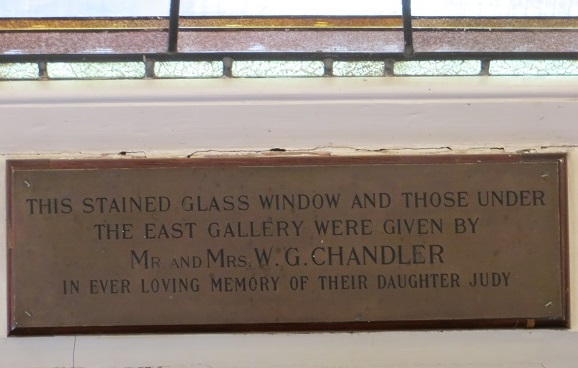 THIS STAINED GLASS WINDOW AND THOSE UNDER
THE EAST GALLERY WERE GIVEN BY
MR AND MRS. W. G. CHANDLER
IN EVER LOVING MEMORY OF THEIR DAUGHTER JUDY